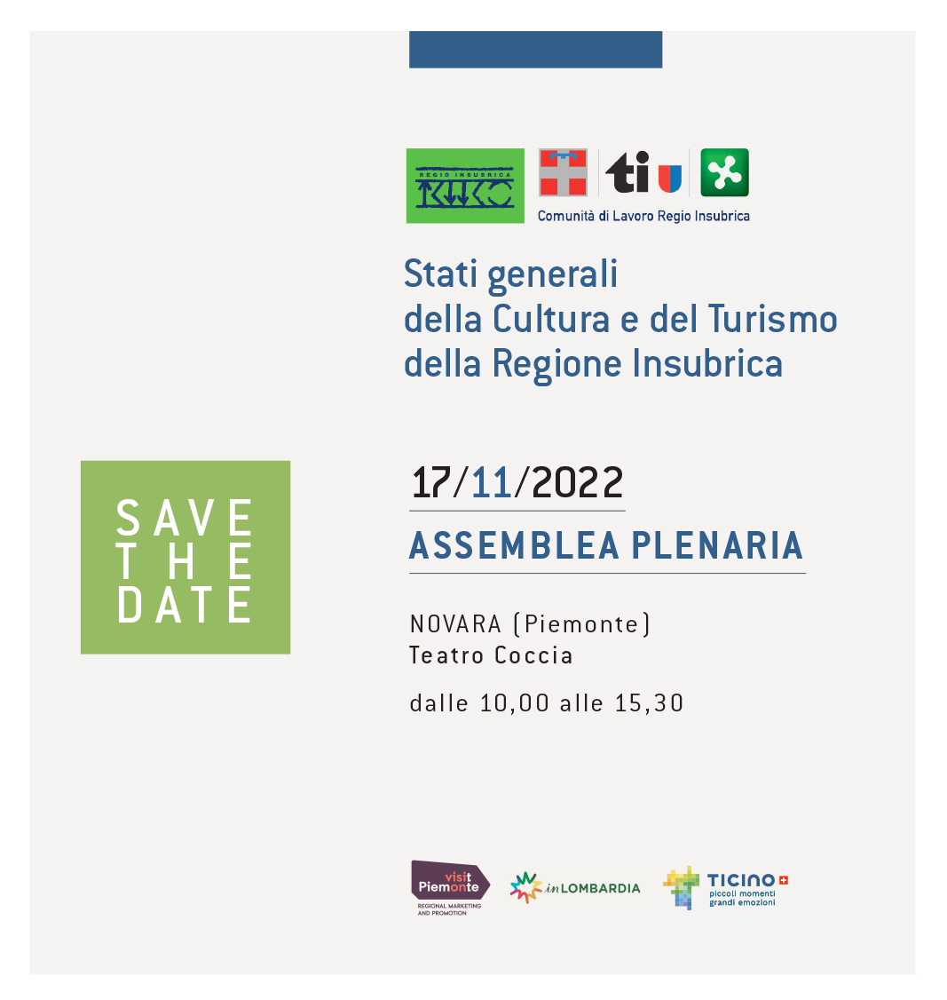 REGIO INSUBRICA
ti
Comunità di Lavoro Regio Insubrica
Stati generali
della Cultura e del Turismo
della Regione Insubrica
SAVE
THE
DATE
17/11/2022
ASSEMBLEA PLENARIA
NOVARA (Piemonte)
Teatro Coccia
dalle 10,00 alle 15,30
visit
Piemonte
REGIONAL MARKETING
AND PROMOTION
inLOMBARDIA
TICINO
piccoli momenti
grandi emozioni